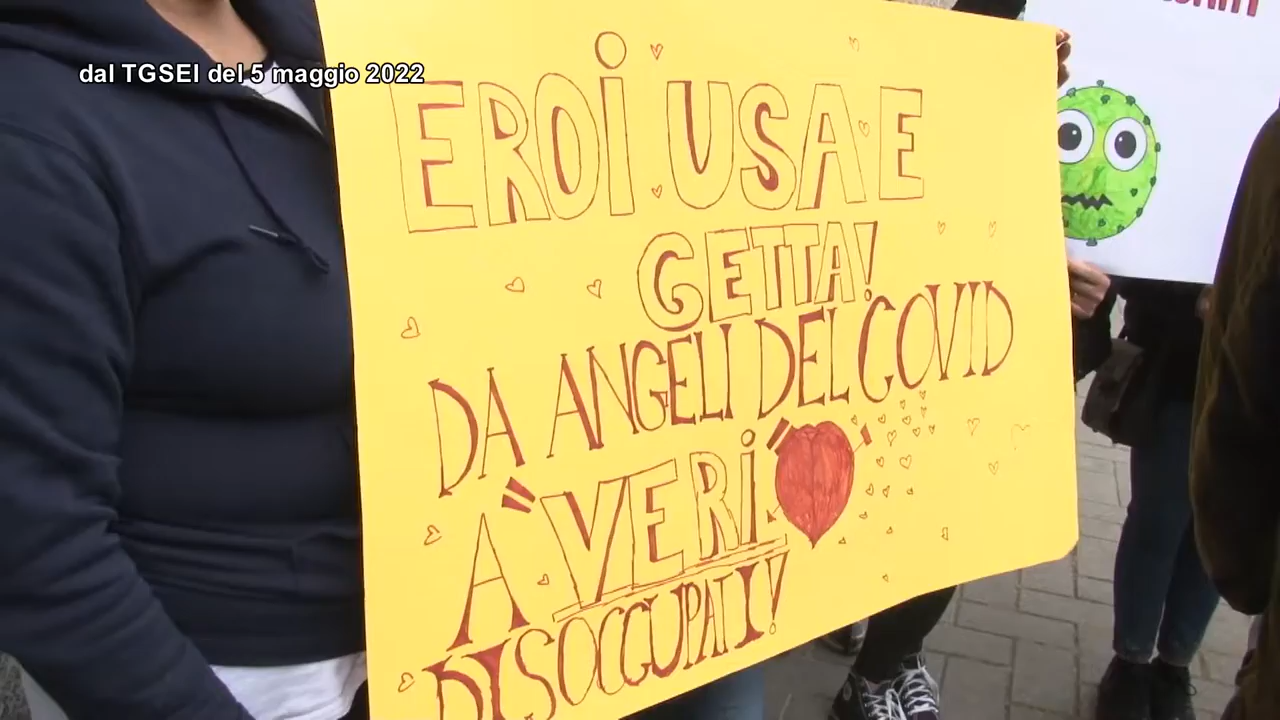 dal TGSEI del 5 maggio 2022
EROI USA E
GETTA!
DA ANGELI DEL COVID
A "VERI"
DISOCCUPATI!